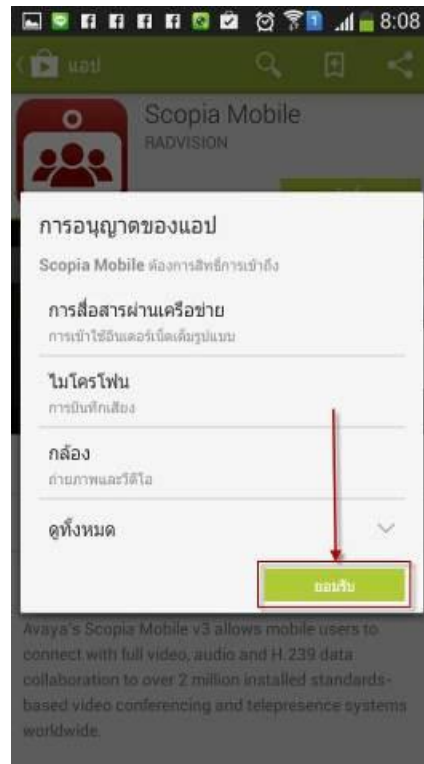 8:08
แอป
Scopia Mobile
RADVISION
การอนุญาตของแอป
Scopia Mobile ต้องการสิทธิ์การเข้าถึง
การสื่อสารผ่านเครือข่าย
การเข้าใช้อินเตอร์เน็ตเต็มรูปแบบ
ไมโครโฟน
การบันทึกเสียง
กล้อง
ถ่ายภาพและวีดีโอ
ดูทั้งหมด
ยอมรับ
Avaya's Scopia Mobile v3 allows mobile users to
connect with full video, audio and H.239 data
collaboration to over 2 million installed standards-
based video conferencing and telepresence systems
worldwide.